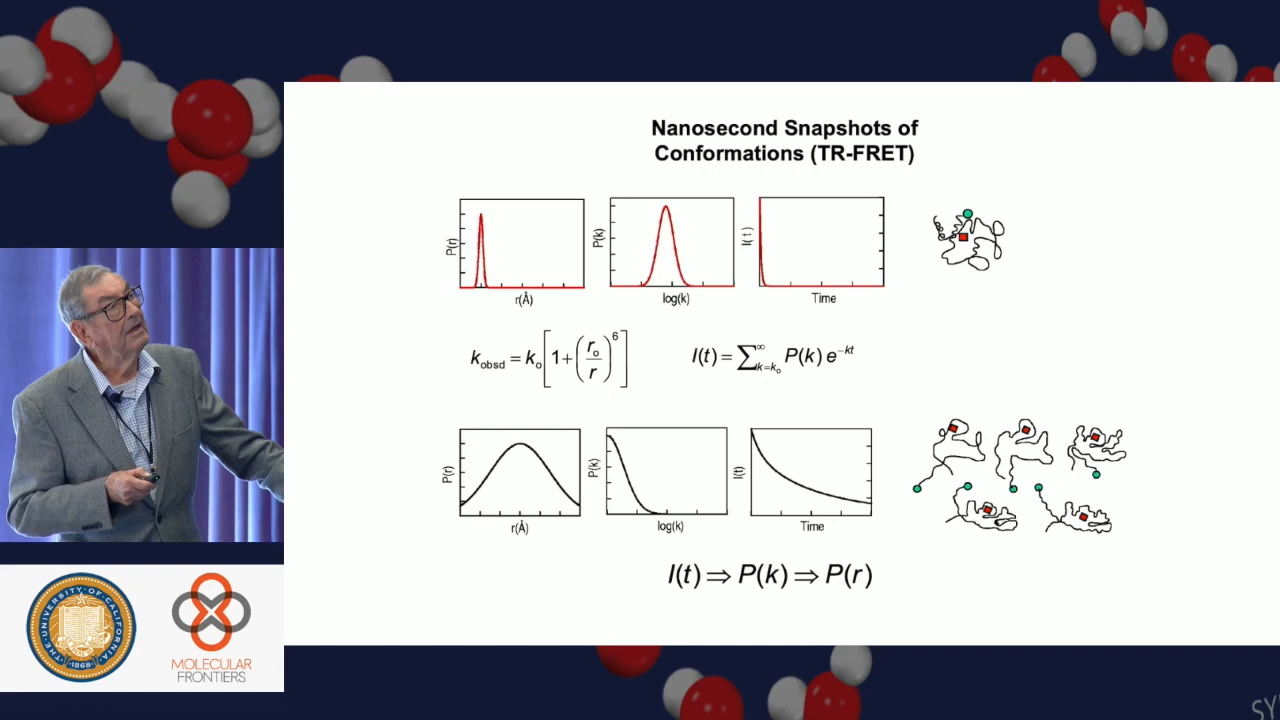 Nanosecond Snapshots of
Conformations (TR-FRET)
P(r)
r(Å)
P(k)
log(k)
I(t)
Time
k_obsd = k_o[1+(r_o/r)^6]
I(t) = ∑_{k=k_o}^∞ P(k) e^{-kt}
P(r)
r(Å)
P(k)
log(k)
I(t)
Time
I(t) ⇒ P(k) ⇒ P(r)
THE·UNIVERSITY·OF·CALIFORNIA
·1868·
MOLECULAR
FRONTIERS
SY